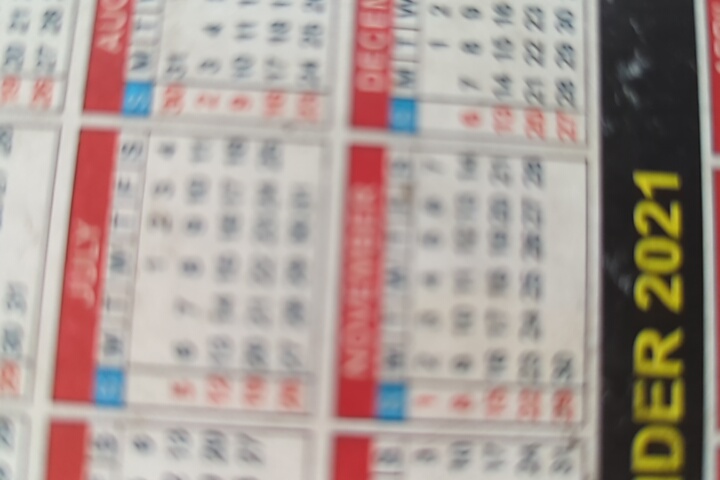 29 30 31 28 19 20 21
26 27 28
JULY AUG
S M T W T F S S M T
1 2 3 4 30 31
6 5 6 7 8 9 10 11 2 3 4
13 12 13 14 15 16 17 18 9 10 11
20 19 20 21 22 23 24 25 16 17 18
27 26 27 28 29 30 31 23 24 25
NOVEMBER DECEM
S S M T W T F S S M T W
3 1 2 3 4 5 6 7 1 2
10 8 9 10 11 12 13 14 6 7 8 9
17 15 16 17 18 19 20 21 13 14 15 16
24 22 23 24 25 26 27 28 20 21 22 23
31 29 30 27 28 29 30
NDER 2021